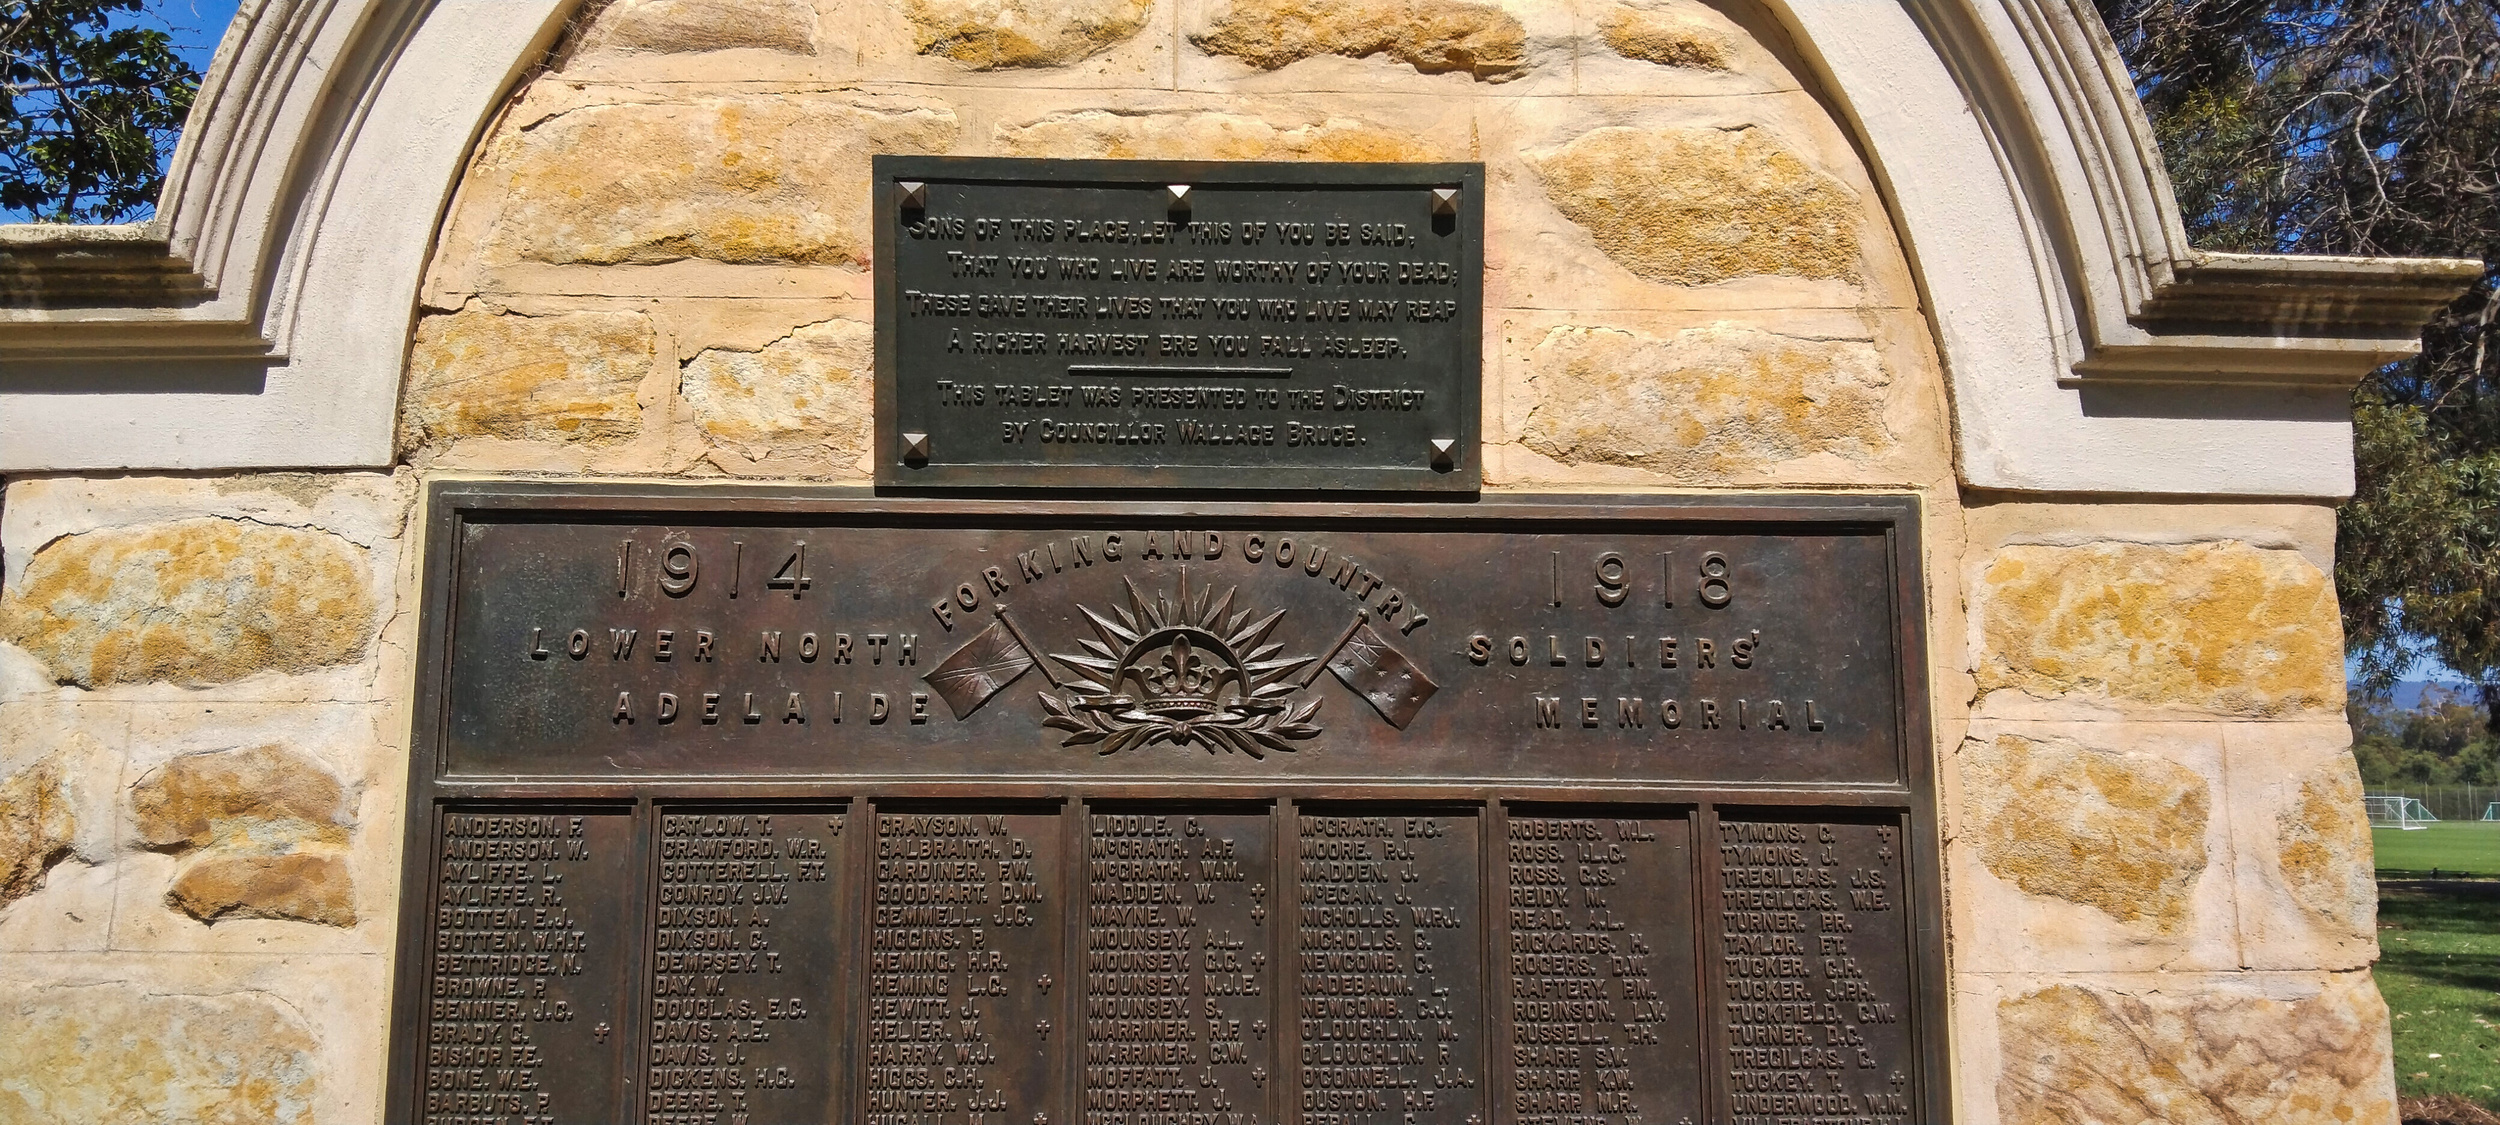 SONS OF THIS PLACE, LET THIS OF YOU BE SAID,
THAT YOU WHO LIVE ARE WORTHY OF YOUR DEAD;
THESE GAVE THEIR LIVES THAT YOU WHO LIVE MAY REAP
A RICHER HARVEST ERE YOU FALL ASLEEP.
THIS TABLET WAS PRESENTED TO THE DISTRICT
BY COUNCILLOR WALLACE BRUCE.
FOR KING AND COUNTRY
1914
LOWER NORTH
ADELAIDE
1918
SOLDIERS'
MEMORIAL
ANDERSON. F.
ANDERSON. W.
AYLIFFE. L.
AYLIFFE. R.
BOTTEN. E.J.
BOTTEN. W.H.T.
BETTRIDGE. N.
BROWNE. P.
BENNIER. J.C.
BRADY. G. †
BISHOP. F.E.
BONE. W.E.
BARBUTS. P.
CATLOW. T. †
CRAWFORD. W.R.
COTTERELL. F.T.
CONROY. J.V.
DIXSON. A.
DIXSON. C.
DEMPSEY. T.
DAY. W.
DOUGLAS. E.C.
DAVIS. A.E.
DAVIS. J.
DICKENS. H.G.
DEERE. T.
DEERE. W.
GRAYSON. W.
GALBRAITH. D.
GARDINER. F.W.
GOODHART. D.M.
GEMMELL. J.G.
HIGGINS. P.
HEMING. H.R.
HEMING. L.G. †
HEWITT. J.
HELIER. W. †
HARRY. W.J.
HIGGS. C.H.
HUNTER. J.J.
HUGALL. M. †
LIDDLE. C.
McGRATH. A.F.
McGRATH. W.M.
MADDEN. W. †
MAYNE. W. †
MOUNSEY. A.L.
MOUNSEY. G.C. †
MOUNSEY. N.J.E.
MOUNSEY. S.
MARRINER. R.F. †
MARRINER. C.W.
MOFFATT. J. †
MORPHETT. J.
McCLOUGHRY. W.A.
McGRATH. E.C.
MOORE. P.J.
MADDEN. J.
McEGAN. J.
NICHOLLS. W.P.J.
NICHOLLS. C.
NEWCOMB. C.
NADEBAUM. L.
NEWCOMB. C.J.
O'LOUGHLIN. M.
O'LOUGHLIN. P.
O'CONNELL. J.A.
OUSTON. H.F.
ROBERTS. W.L.
ROSS. I.L.C.
ROSS. C.S.
REIDY. M.
READ. A.L.
RICKARDS. H.
ROGERS. D.W.
RAFTERY. P.M.
ROBINSON. L.V.
RUSSELL. T.H.
SHARP. S.V.
SHARP. K.W.
SHARP. M.R.
STEVENS. W. †
TYMONS. G. †
TYMONS. J. †
TREGILGAS. J.S.
TREGILGAS. W.E.
TURNER. P.R.
TAYLOR. F.T.
TUCKER. C.H.
TUCKER. J.P.H.
TUCKFIELD. C.W.
TURNER. D.C.
TREGILGAS. G.
TUCKEY. T. †
UNDERWOOD. W.M.